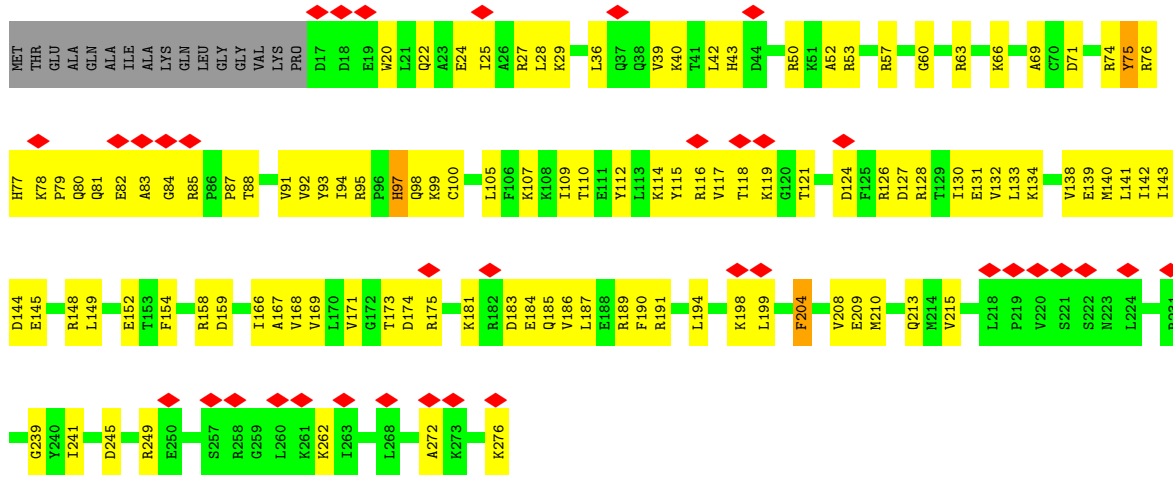 MET THR GLU ALA GLN ALA ILE ALA LYS GLN LEU GLY GLY VAL LYS PRO D17 D18 E19 W20 L21 Q22 A23 E24 I25 A26 R27 L28 K29 L36 Q37 Q38 V39 K40 T41 L42 H43 D44 R50 K51 A52 R53 R57 G60 R63 K66 A69 C70 D71 R74 Y75 R76
H77 K78 P79 Q80 Q81 E82 A83 G84 R85 P86 P87 T88 V91 V92 Y93 I94 R95 P96 H97 Q98 K99 C100 L105 F106 K107 K108 I109 T110 E111 Y112 L113 K114 Y115 R116 V117 T118 K119 G120 T121 D124 F125 R126 D127 R128 T129 I130 E131 V132 L133 K134 V138 E139 M140 L141 I142 I143
D144 E145 R148 L149 E152 T153 F154 R158 D159 I166 A167 V168 V169 L170 V171 G172 T173 D174 R175 K181 R182 D183 E184 Q185 V186 L187 E188 R189 F190 R191 L194 K198 L199 F204 V208 E209 M210 Q213 M214 V215 L218 P219 V220 S221 S222 N223 L224
G239 Y240 I241 D245 R249 E250 S257 R258 G259 L260 K261 K262 I263 L268 A272 K273 K276